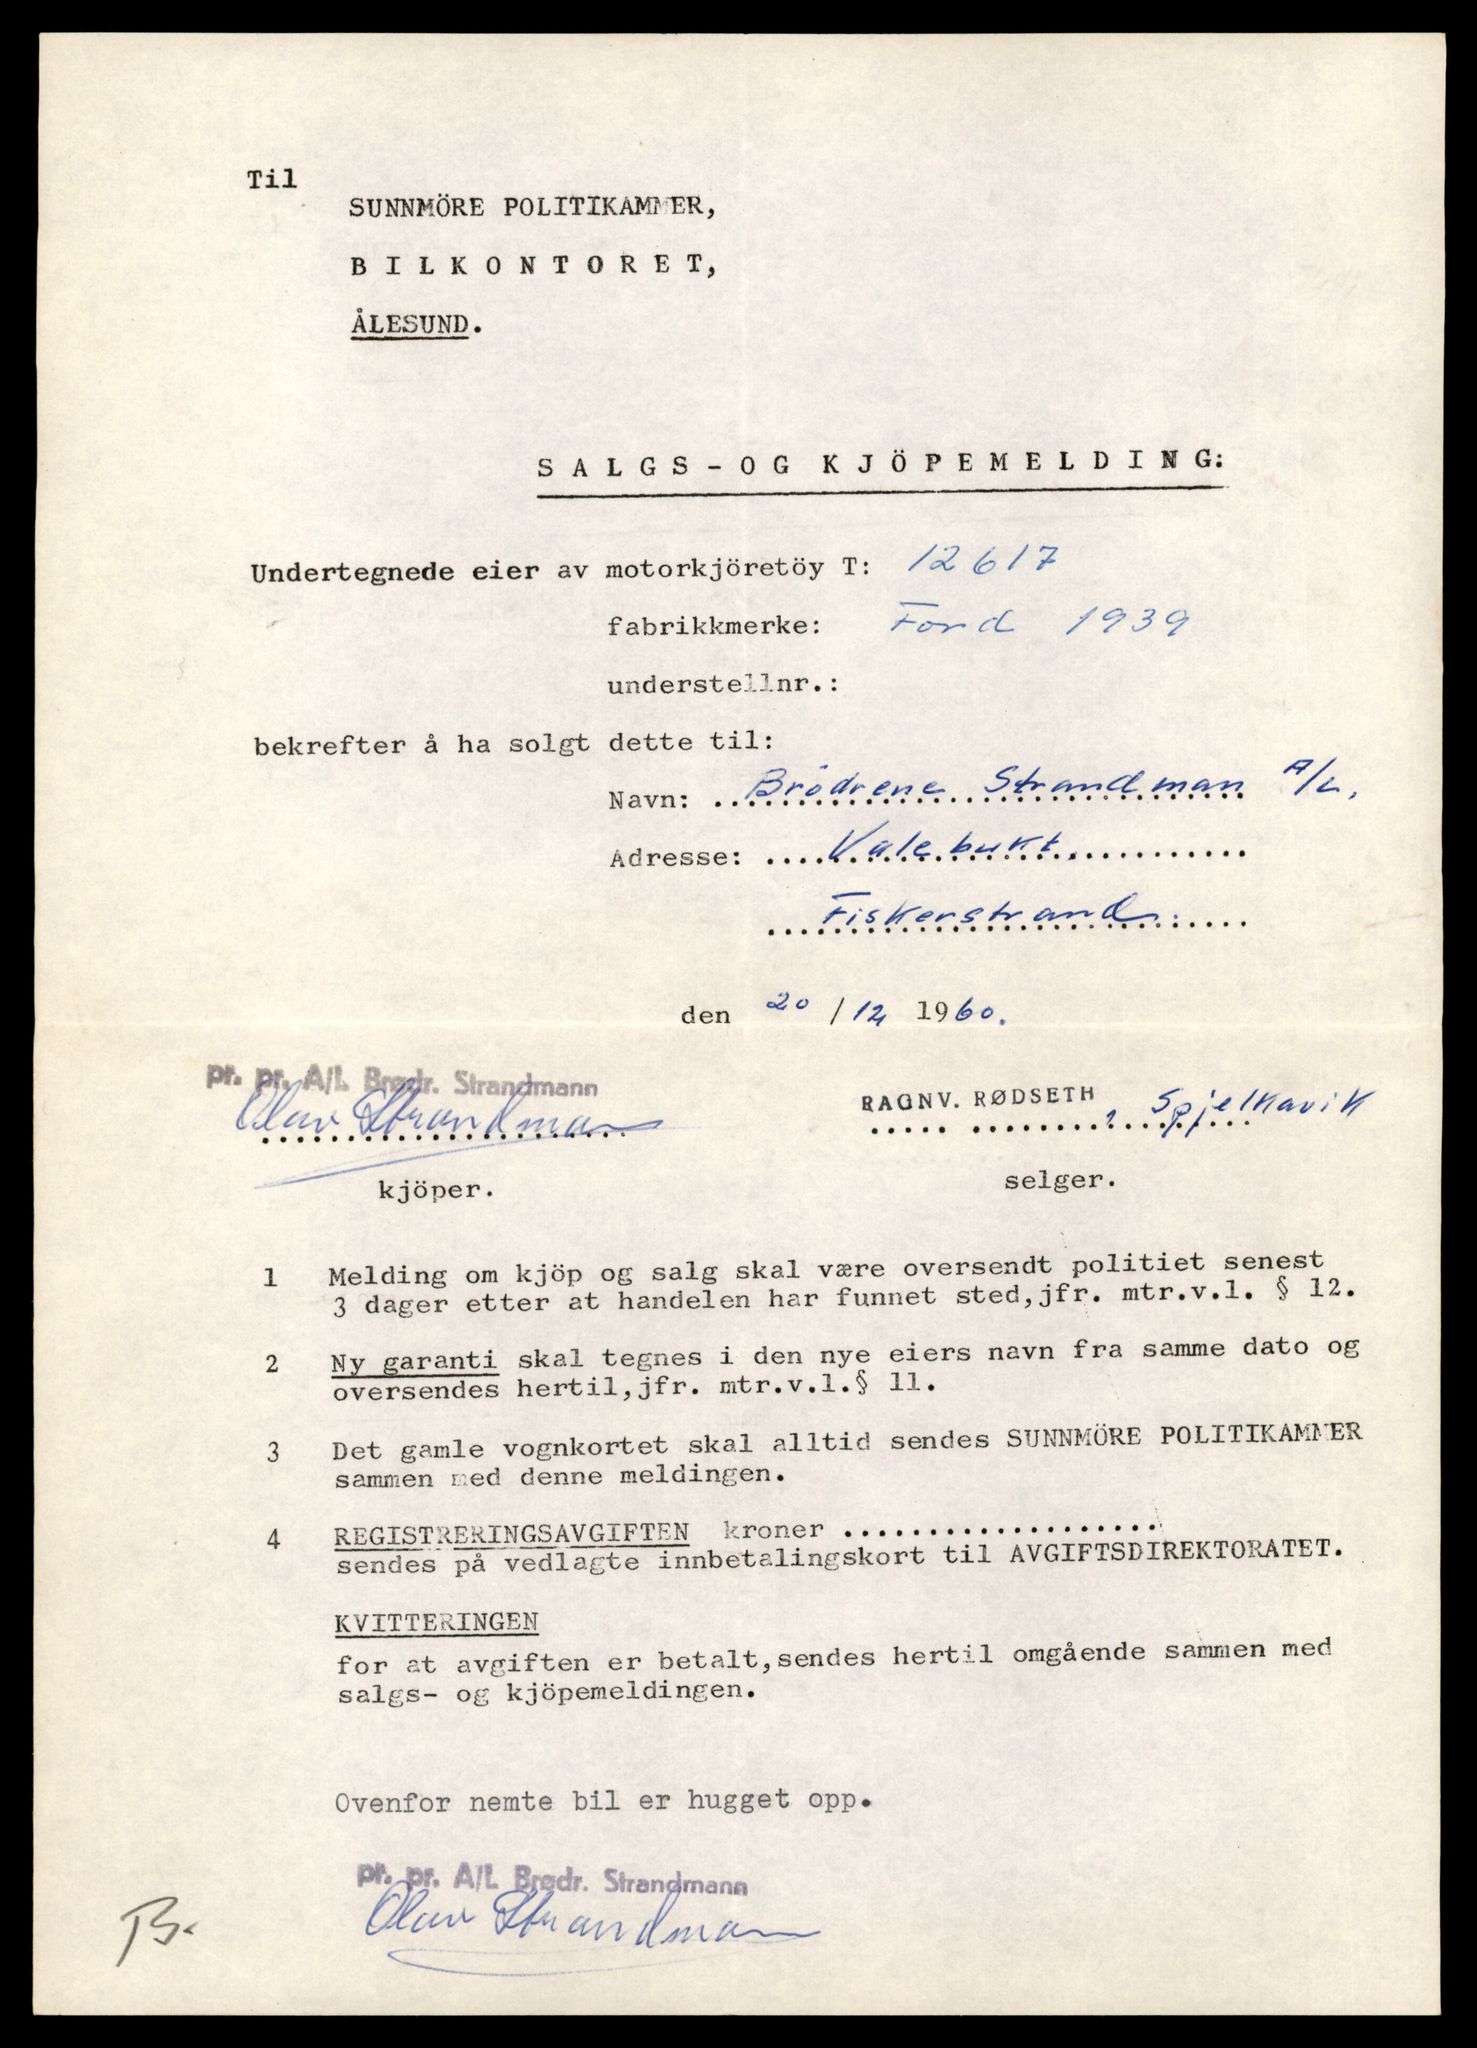 Til
SUNNMÖRE POLITIKAMMER,
B I L K O N T O R E T,
ÅLESUND.
S A L G S - O G  K J Ö P E M E L D I N G:
Undertegnede eier av motorkjöretöy T: 12617
fabrikkmerke: Ford 1939
understellnr.:
bekrefter å ha solgt dette til:
Navn: Brödrene Strandman A/L.
Adresse: Valebukt.
Fiskerstrand.
den 20 / 12 1960.
pr. pr. A/L Brødr. Strandmann
Olav Strandman
kjöper.
RAGNV. RØDSETH, Spjelkavik
selger.
1 Melding om kjöp og salg skal være oversendt politiet senest
3 dager etter at handelen har funnet sted,jfr. mtr.v.l. § 12.
2 Ny garanti skal tegnes i den nye eiers navn fra samme dato og
oversendes hertil,jfr. mtr.v.l.§ 11.
3 Det gamle vognkortet skal alltid sendes SUNNMÖRE POLITIKAMMER
sammen med denne meldingen.
4 REGISTRERINGSAVGIFTEN kroner ...................
sendes på vedlagte innbetalingskort til AVGIFTSDIREKTORATET.
KVITTERINGEN
for at avgiften er betalt,sendes hertil omgående sammen med
salgs- og kjöpemeldingen.
Ovenfor nemte bil er hugget opp.
pr. pr. A/L Brødr. Strandmann
Olav Strandman
B.